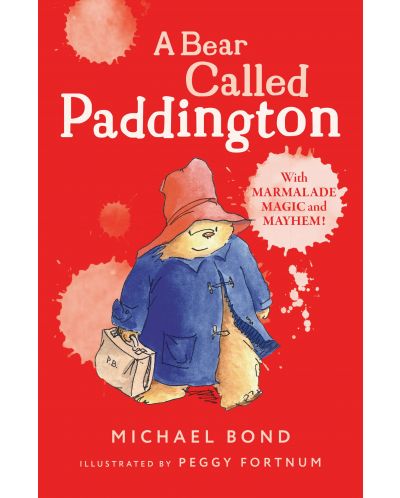 A Bear
Called
Paddington
With
MARMALADE
MAGIC and
MAYHEM!
P.B.
MICHAEL BOND
ILLUSTRATED BY PEGGY FORTNUM